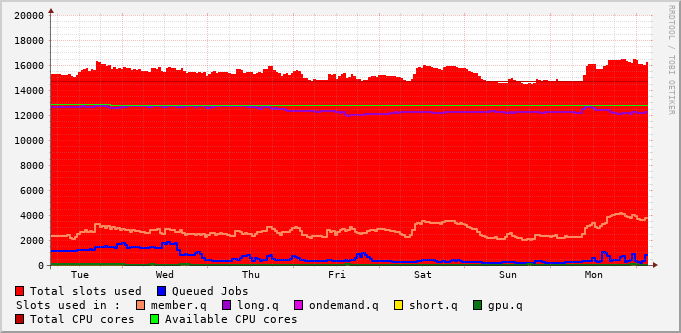 20000
18000
16000
14000
12000
10000
8000
6000
4000
2000
0
Tue Wed Thu Fri Sat Sun Mon
RRDTOOL / TOBI OETIKER
Total slots used Queued Jobs
Slots used in : member.q long.q ondemand.q short.q gpu.q
Total CPU cores Available CPU cores